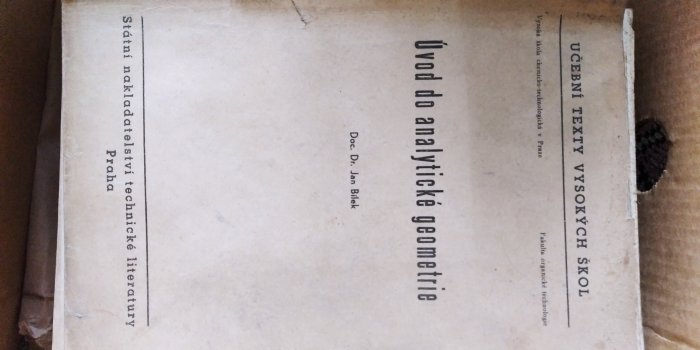 UČEBNÍ TEXTY VYSOKÝCH ŠKOL
Vysoká škola chemicko-technologická v Praze
Fakulta organické technologie
Úvod do analytické geometrie
Doc. Dr. Jan Bílek
Státní nakladatelství technické literatury
Praha